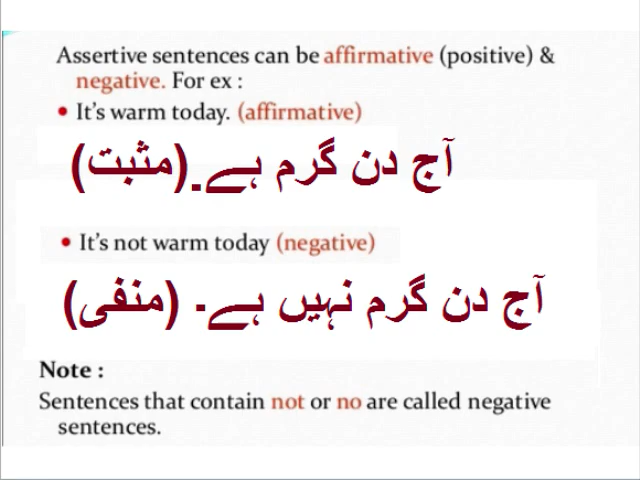 Assertive sentences can be affirmative (positive) &
negative. For ex :
• It's warm today. (affirmative)
آج دن گرم ہے۔(مثبت)
• It's not warm today (negative)
آج دن گرم نہیں ہے۔ (منفی)
Note :
Sentences that contain not or no are called negative
sentences.